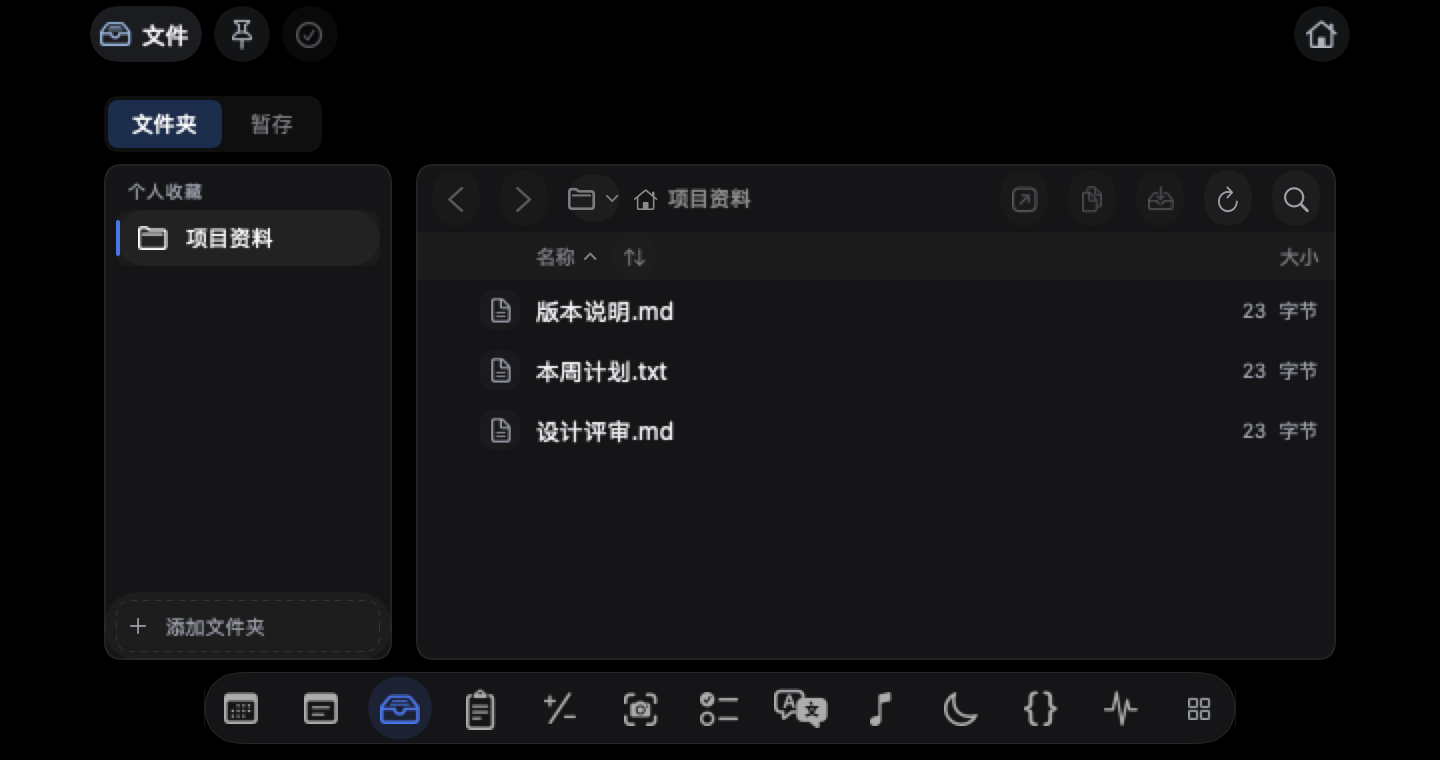 文件
文件夹 暂存
个人收藏
项目资料
添加文件夹
项目资料
名称 大小
版本说明.md 23 字节
本周计划.txt 23 字节
设计评审.md 23 字节